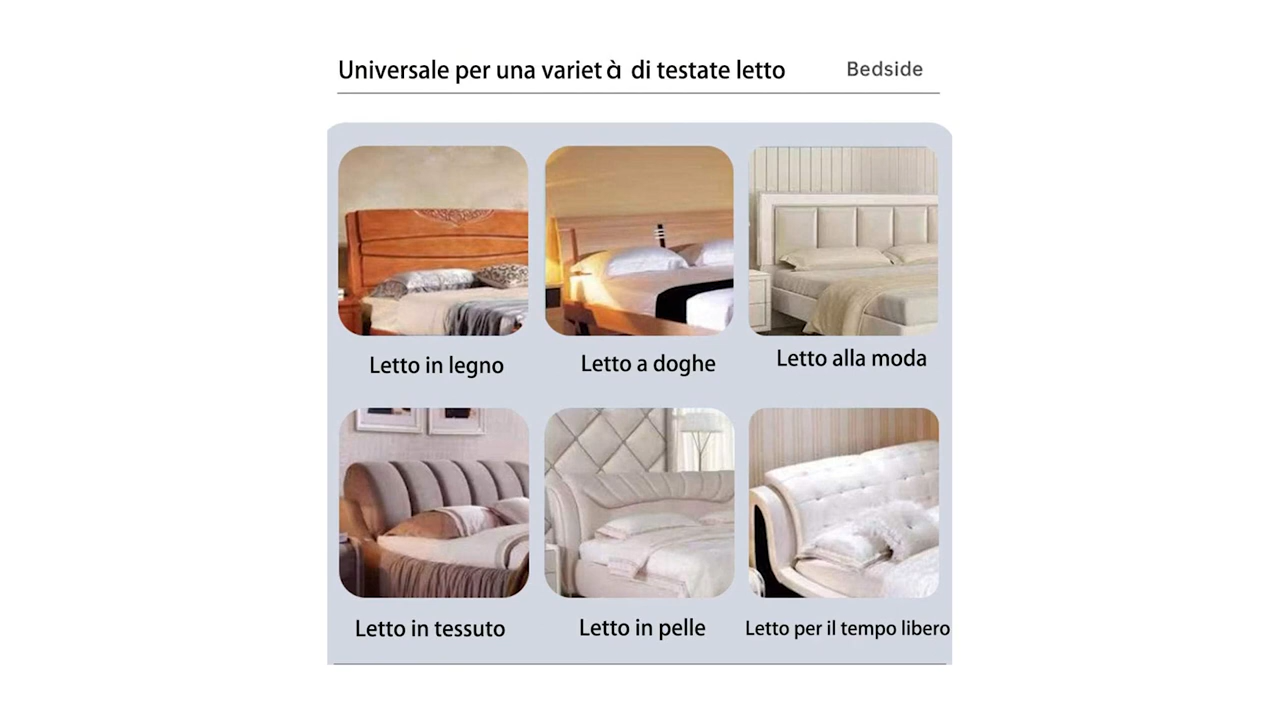 Universale per una varietà di testate letto
Bedside
Letto in legno
Letto a doghe
Letto alla moda
Letto in tessuto
Letto in pelle
Letto per il tempo libero